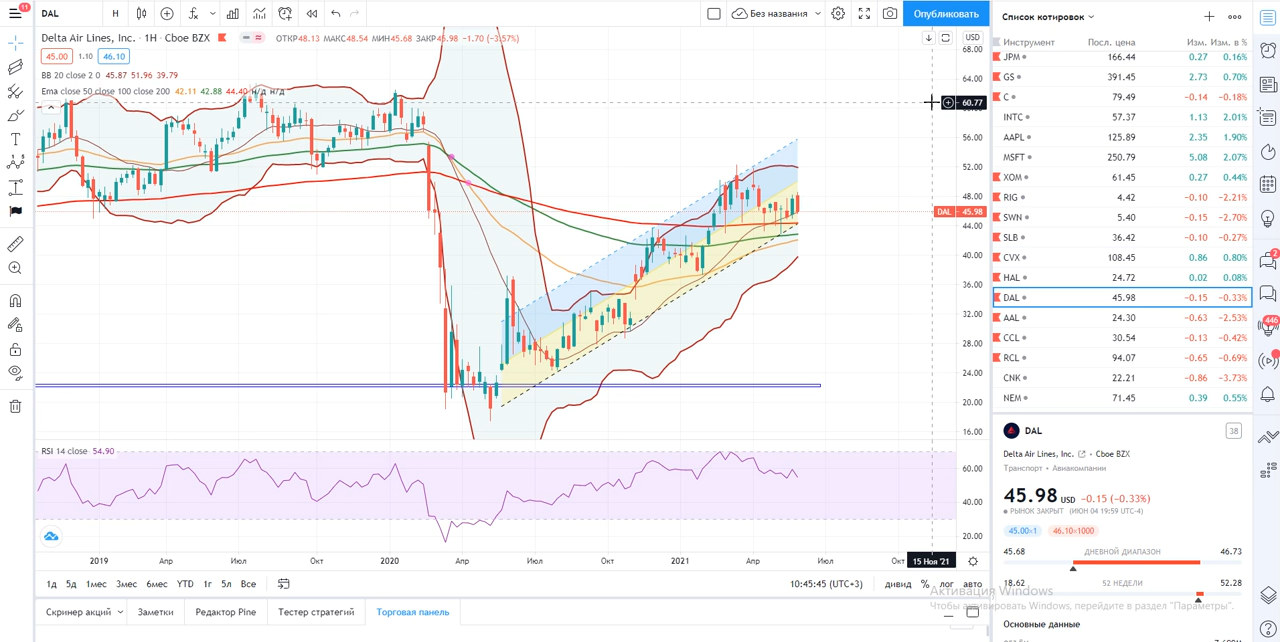 11
DAL
Н
Без названия
Опубликовать
Delta Air Lines, Inc. · 1Н · Cboe BZX
ОТКР48.13 МАКС48.54 МИН45.68 ЗАКР45.98 −1.70 (−3.57%)
45.00 1.10 46.10
BB 20 close 2 0 45.87 51.96 39.79
Ema close 50 close 100 close 200 42.11 42.88 44.40 н/д н/д
USD
68.00
64.00
60.77
56.00
52.00
48.00
DAL 45.98
44.00
40.00
36.00
32.00
28.00
24.00
20.00
16.00
RSI 14 close 54.90
60.00
40.00
20.00
2019 Апр Июл Окт 2020 Апр Июл Окт 2021 Апр Июл Окт 15 Ноя '21
1д 5д 1мес 3мес 6мес YTD 1г 5л Все
10:45:45 (UTC+3) дивид % лог авто
Скринер акций Заметки Редактор Pine Тестер стратегий Торговая панель
Список котировок
Инструмент Посл. цена Изм. Изм. в %
JPM 166.44 0.27 0.16%
GS 391.45 2.73 0.70%
C 79.49 −0.14 −0.18%
INTC 57.37 1.13 2.01%
AAPL 125.89 2.35 1.90%
MSFT 250.79 5.08 2.07%
XOM 61.45 0.27 0.44%
RIG 4.42 −0.10 −2.21%
SWN 5.40 −0.15 −2.70%
SLB 36.42 −0.10 −0.27%
CVX 108.45 0.86 0.80%
HAL 24.72 0.02 0.08%
DAL 45.98 −0.15 −0.33%
AAL 24.30 −0.63 −2.53%
CCL 30.54 −0.13 −0.42%
RCL 94.07 −0.65 −0.69%
CNK 22.21 −0.86 −3.73%
NEM 71.45 0.39 0.55%
DAL 38
Delta Air Lines, Inc. · Cboe BZX
Транспорт · Авиакомпании
45.98 USD −0.15 (−0.33%)
РЫНОК ЗАКРЫТ (ИЮН 04 19:59 UTC-4)
45.00×1 46.10×1000
45.68 ДНЕВНОЙ ДИАПАЗОН 46.73
18.62 52 НЕДЕЛИ 52.28
Активация Windows
Чтобы активировать Windows, перейдите в раздел "Параметры".
Основные данные
2
446